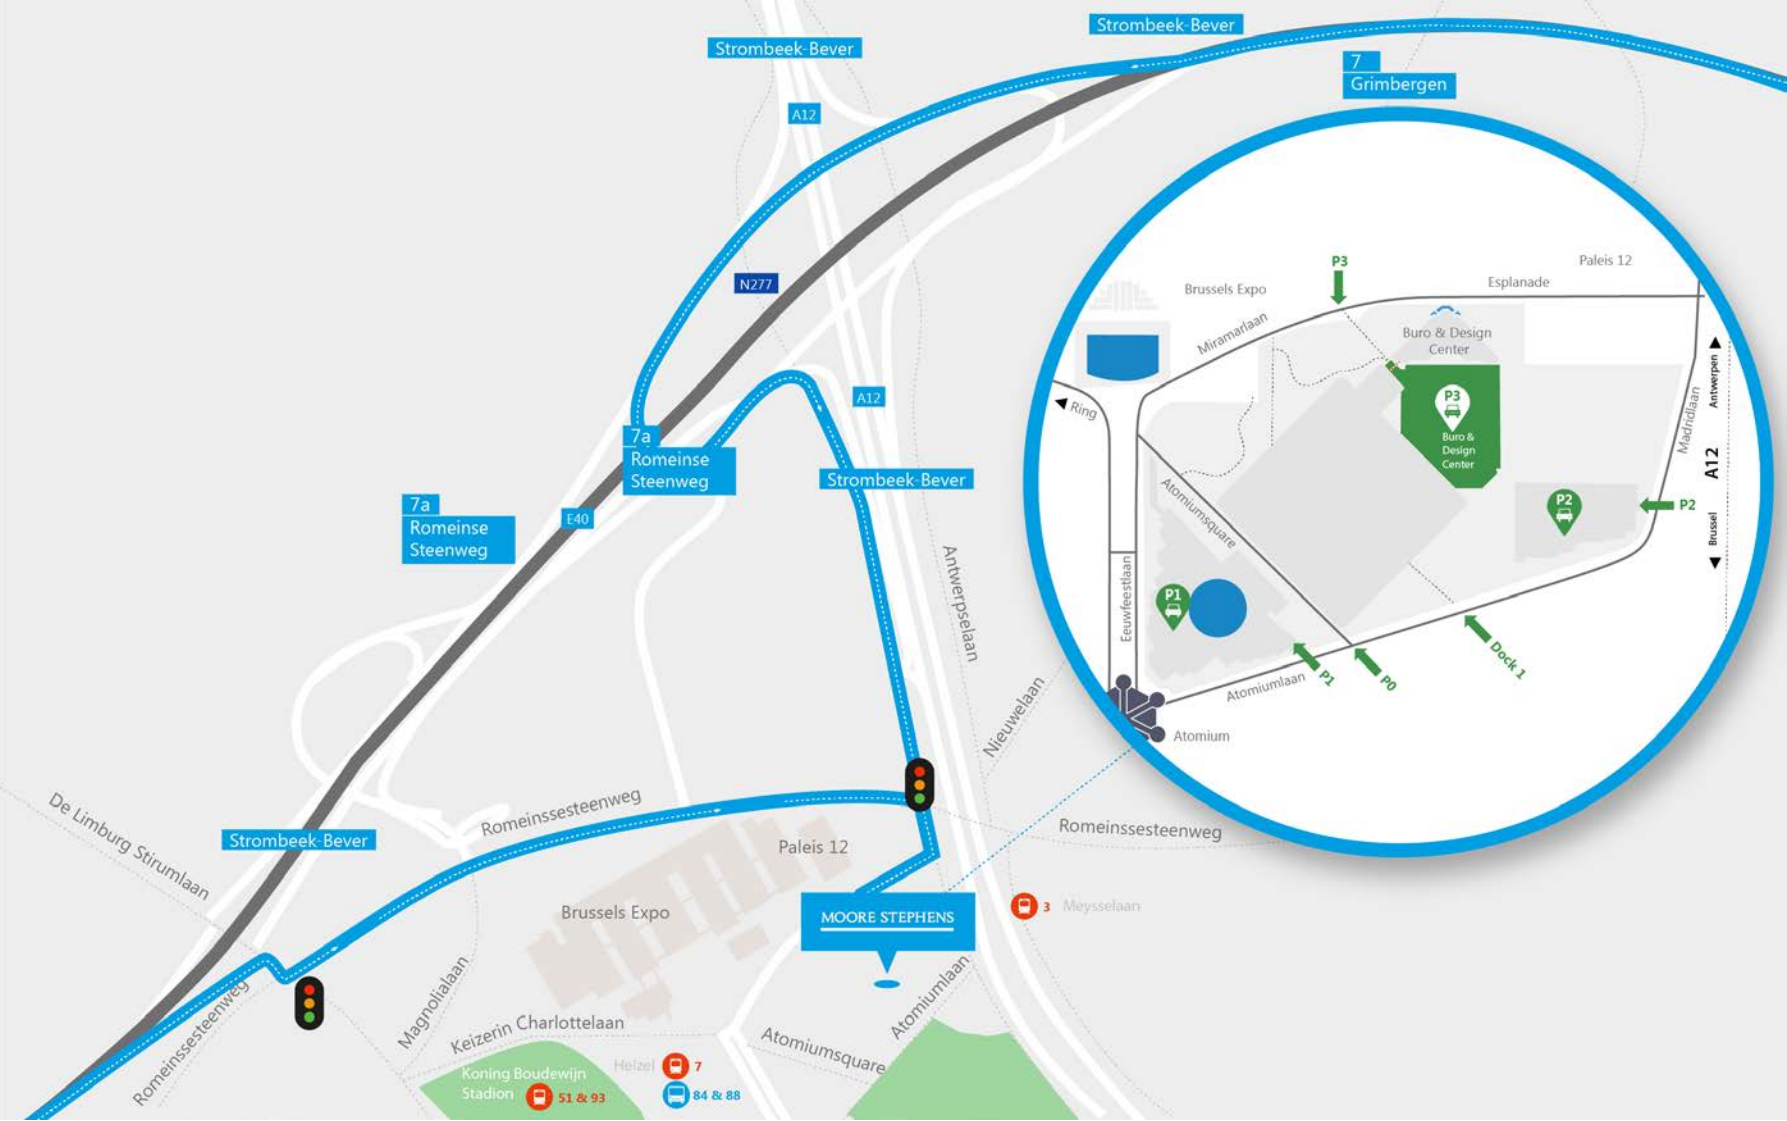 Strombeek-Bever
Strombeek-Bever
7
Grimbergen
A12
N277
A12
7a
Romeinse
Steenweg
Strombeek-Bever
7a
Romeinse
Steenweg
E40
Antwerpselaan
Nieuwelaan
De Limburg Stirumlaan
Strombeek-Bever
Romeinssesteenweg
Romeinssesteenweg
Paleis 12
Brussels Expo
MOORE STEPHENS
3 Meysselaan
Romeinssesteenweg
Magnolialaan
Keizerin Charlottelaan
Atomiumlaan
Atomiumsquare
Koning Boudewijn
Stadion 51 & 93
Heizel 7
84 & 88
P3
Paleis 12
Brussels Expo
Esplanade
Miramarlaan
Buro & Design
Center
Ring
P3
Buro &
Design
Center
Madridlaan
Antwerpen
A12
Brussel
Atomiumsquare
P2
P2
Eeuwfeestlaan
P1
Dock 1
P0
P1
Atomiumlaan
Atomium